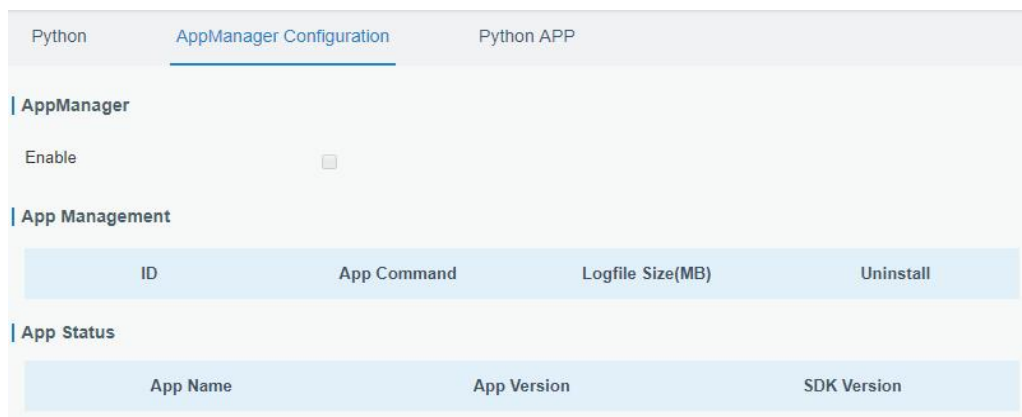 Python AppManager Configuration Python APP
AppManager
Enable
App Management
ID App Command Logfile Size(MB) Uninstall
App Status
App Name App Version SDK Version